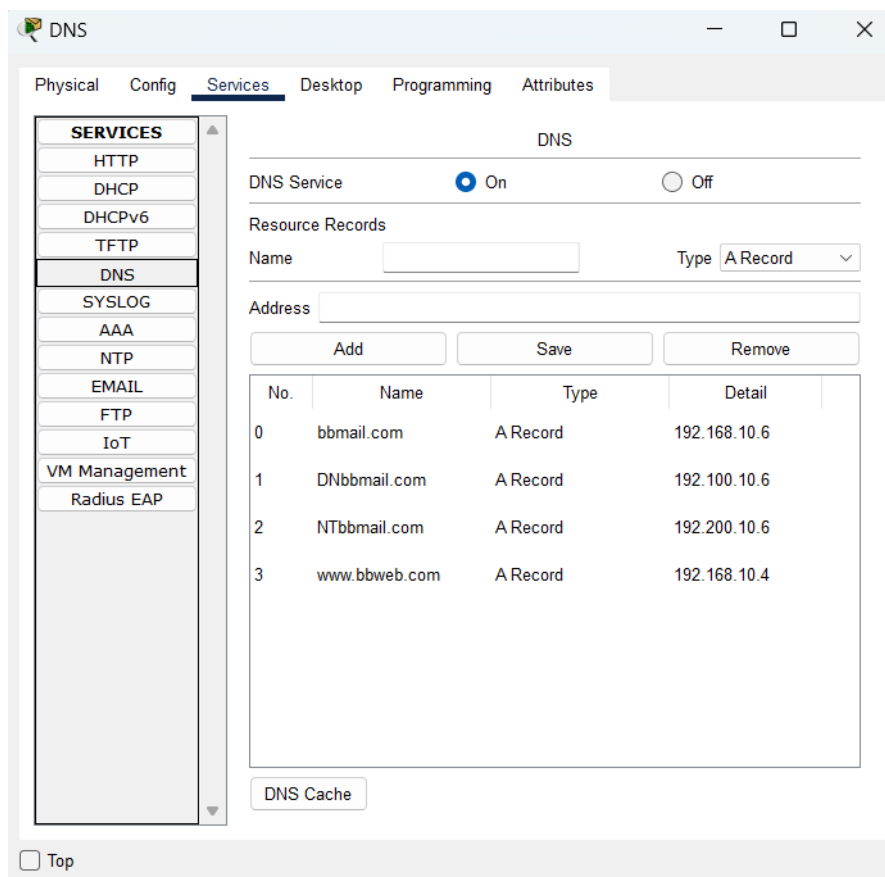 DNS
Physical Config Services Desktop Programming Attributes
SERVICES
HTTP
DHCP
DHCPv6
TFTP
DNS
SYSLOG
AAA
NTP
EMAIL
FTP
IoT
VM Management
Radius EAP
DNS
DNS Service On Off
Resource Records
Name Type A Record
Address
Add Save Remove
No. Name Type Detail
0 bbmail.com A Record 192.168.10.6
1 DNbbmail.com A Record 192.100.10.6
2 NTbbmail.com A Record 192.200.10.6
3 www.bbweb.com A Record 192.168.10.4
DNS Cache
Top